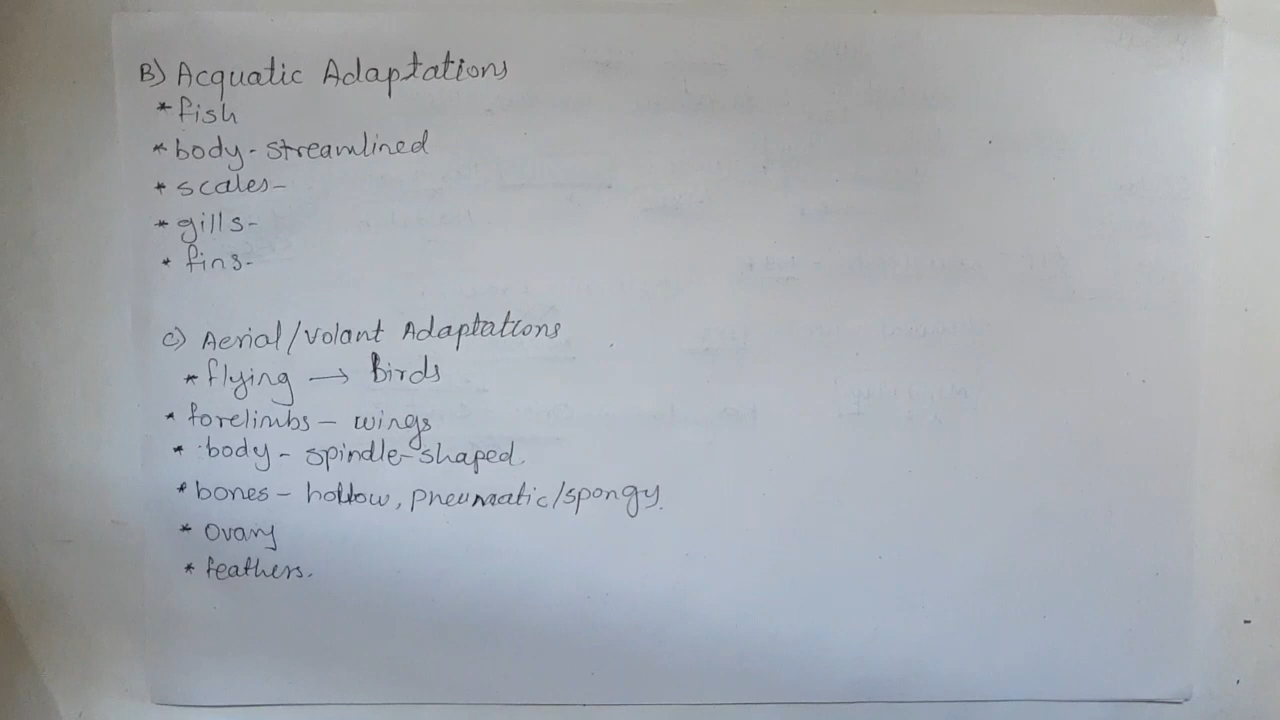 B) Acquatic Adaptations
* fish
* body - streamlined
* scales -
* gills -
* fins -
C) Aerial/Volant Adaptations
* flying → Birds
* forelimbs - wings
* body - spindle-shaped.
* bones - hollow, pneumatic/spongy.
* Ovary
* feathers.